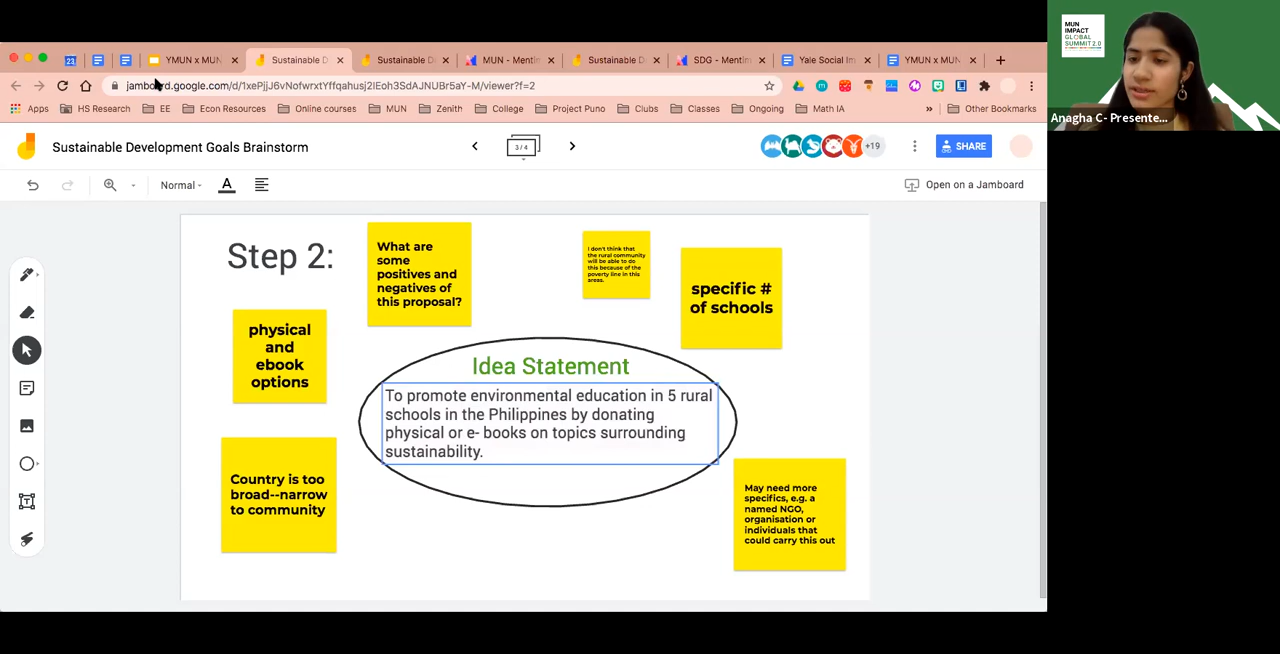 YMUN x MUN
Sustainable D
Sustainable D
MUN - Mentin
Sustainable D
SDG - Mentin
Yale Social Im
YMUN x MUN
jamboard.google.com/d/1xePjjJ6vNofwrxtYffqahusj2lEoh3SdAJNUBr5aY-M/viewer?f=2
Apps
HS Research
EE
Econ Resources
Online courses
MUN
Zenith
College
Project Puno
Clubs
Classes
Ongoing
Math IA
»
Other Bookmarks
Sustainable Development Goals Brainstorm
3 / 4
+19
SHARE
Normal
Open on a Jamboard
Step 2:
What are
some
positives and
negatives of
this proposal?
I don't think that
the rural community
will be able to do
this because of the
poverty line in this
areas.
specific #
of schools
physical
and
ebook
options
Idea Statement
To promote environmental education in 5 rural
schools in the Philippines by donating
physical or e- books on topics surrounding
sustainability.
Country is too
broad--narrow
to community
May need more
specifics, e.g. a
named NGO,
organisation or
individuals that
could carry this out
MUN
IMPACT
GLOBAL
SUMMIT 2.0
Anagha C- Presente...